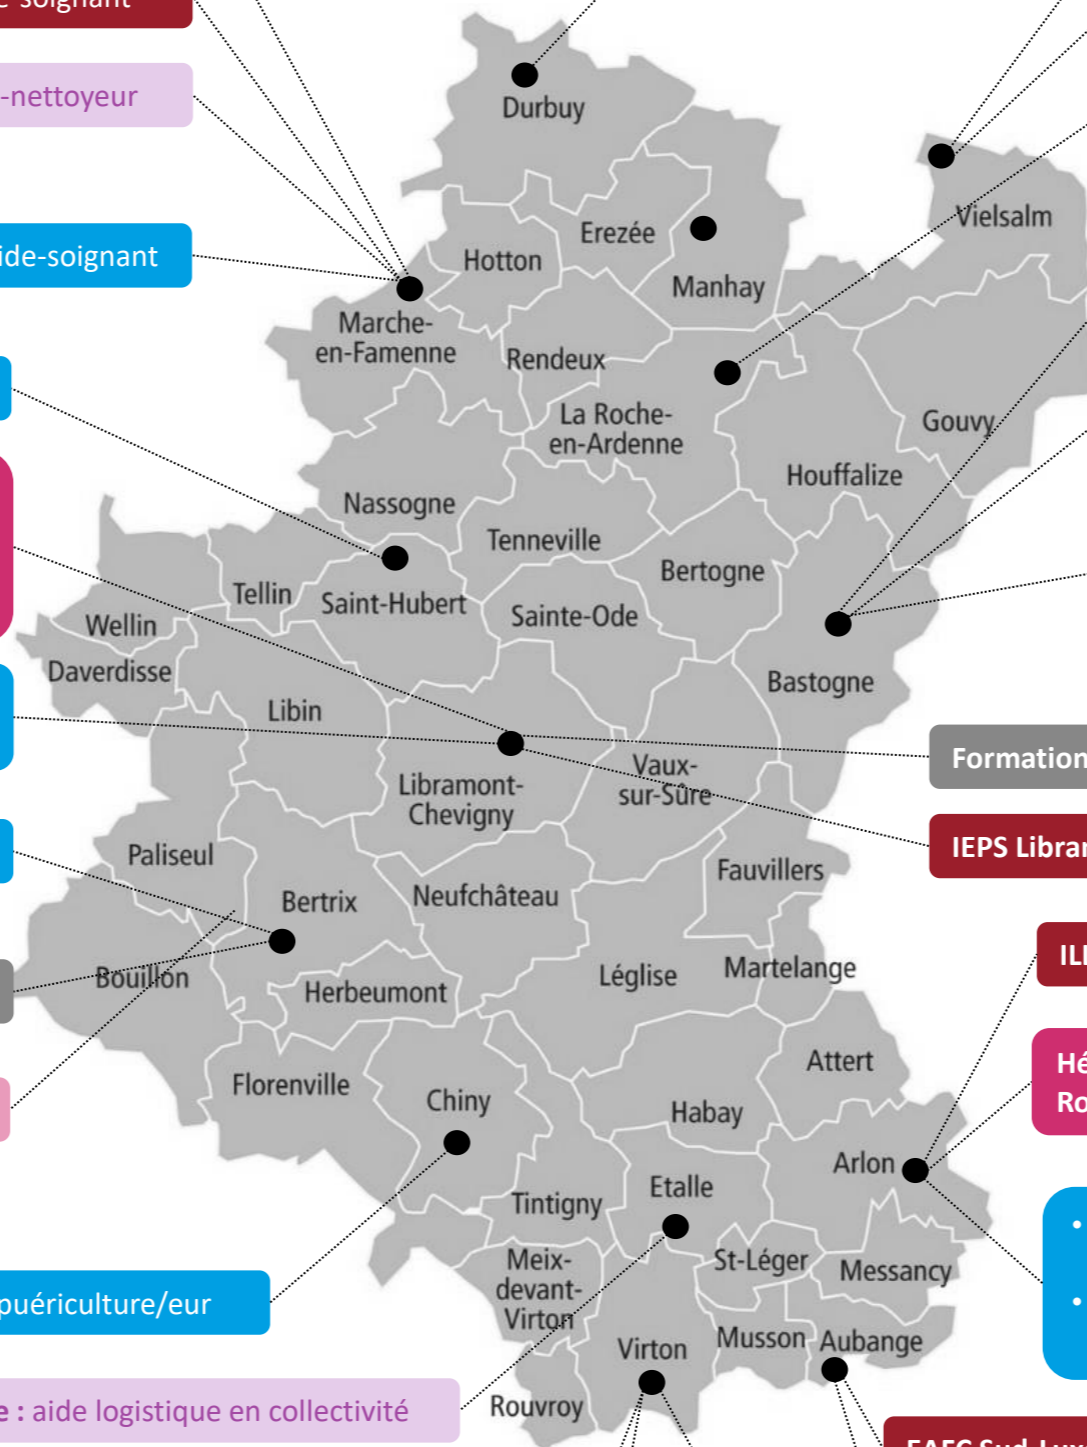 -soignant
-nettoyeur
Durbuy
Vielsalm
Erezée
Hotton
ide-soignant
Manhay
Marche-
en-Famenne
Rendeux
La Roche-
en-Ardenne
Gouvy
Houffalize
Nassogne
Tenneville
Bertogne
Tellin
Saint-Hubert
Sainte-Ode
Wellin
Daverdisse
Bastogne
Libin
Formation
Vaux-
sur-Sûre
Libramont-
Chevigny
IEPS Librar
Paliseul
Fauvillers
Bertrix
Neufchâteau
Bouillon
Herbeumont
Léglise
Martelange
Attert
Hé
Ro
Florenville
Chiny
Habay
Arlon
Etalle
Tintigny
Meix-
devant-
Virton
St-Léger
Messancy
•
•
puériculture/eur
Virton
Musson
Aubange
e : aide logistique en collectivité
Rouvroy